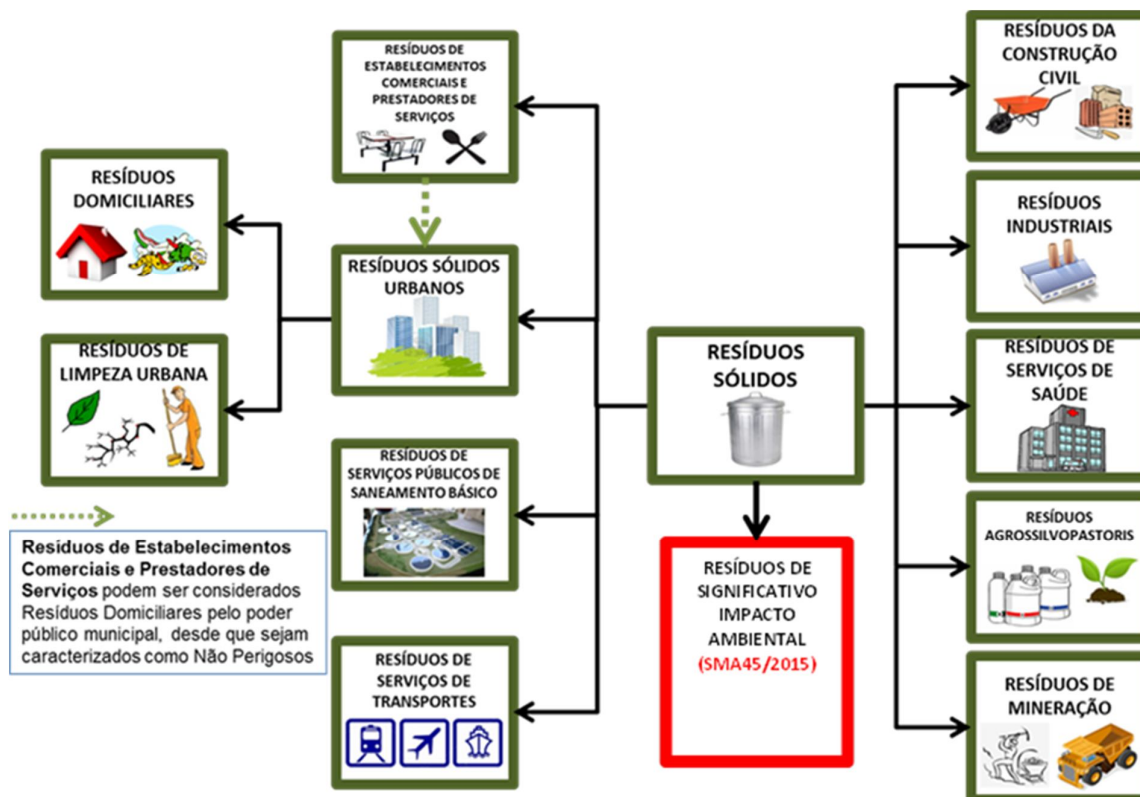 RESÍDUOS DE
ESTABELECIMENTOS
COMERCIAIS E
PRESTADORES DE
SERVIÇOS
RESÍDUOS
DOMICILIARES
RESÍDUOS SÓLIDOS
URBANOS
RESÍDUOS DE
LIMPEZA URBANA
RESÍDUOS DE
SERVIÇOS PÚBLICOS DE
SANEAMENTO BÁSICO
Resíduos de Estabelecimentos
Comerciais e Prestadores de
Serviços podem ser considerados
Resíduos Domiciliares pelo poder
público municipal, desde que sejam
caracterizados como Não Perigosos
RESÍDUOS DE
SERVIÇOS DE
TRANSPORTES
RESÍDUOS
SÓLIDOS
RESÍDUOS DE
SIGNIFICATIVO
IMPACTO
AMBIENTAL
(SMA45/2015)
RESÍDUOS DA
CONSTRUÇÃO
CIVIL
RESÍDUOS
INDUSTRIAIS
RESÍDUOS DE
SERVIÇOS DE
SAÚDE
RESÍDUOS
AGROSSILVOPASTORIS
RESÍDUOS DE
MINERAÇÃO